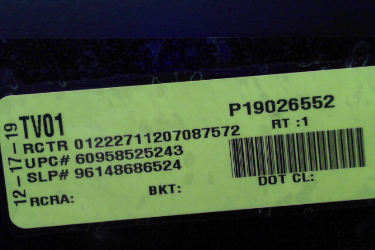 12-17-19
TV01
P19026552
RCTR 01222711207087572
RT :1
UPC# 60958525243
SLP# 96148686524
RCRA:
BKT:
DOT CL: